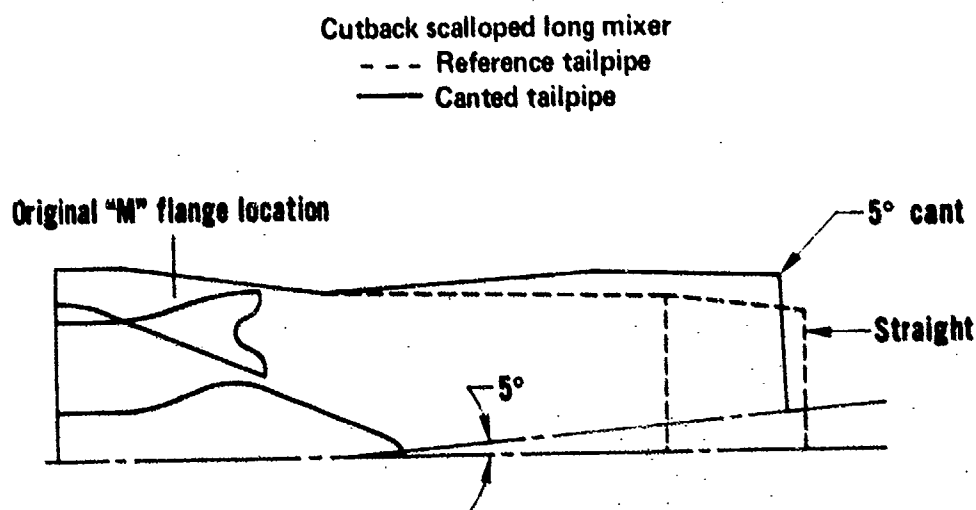 Cutback scalloped long mixer
--- Reference tailpipe
— Canted tailpipe
Original "M" flange location
5° cant
Straight
5°